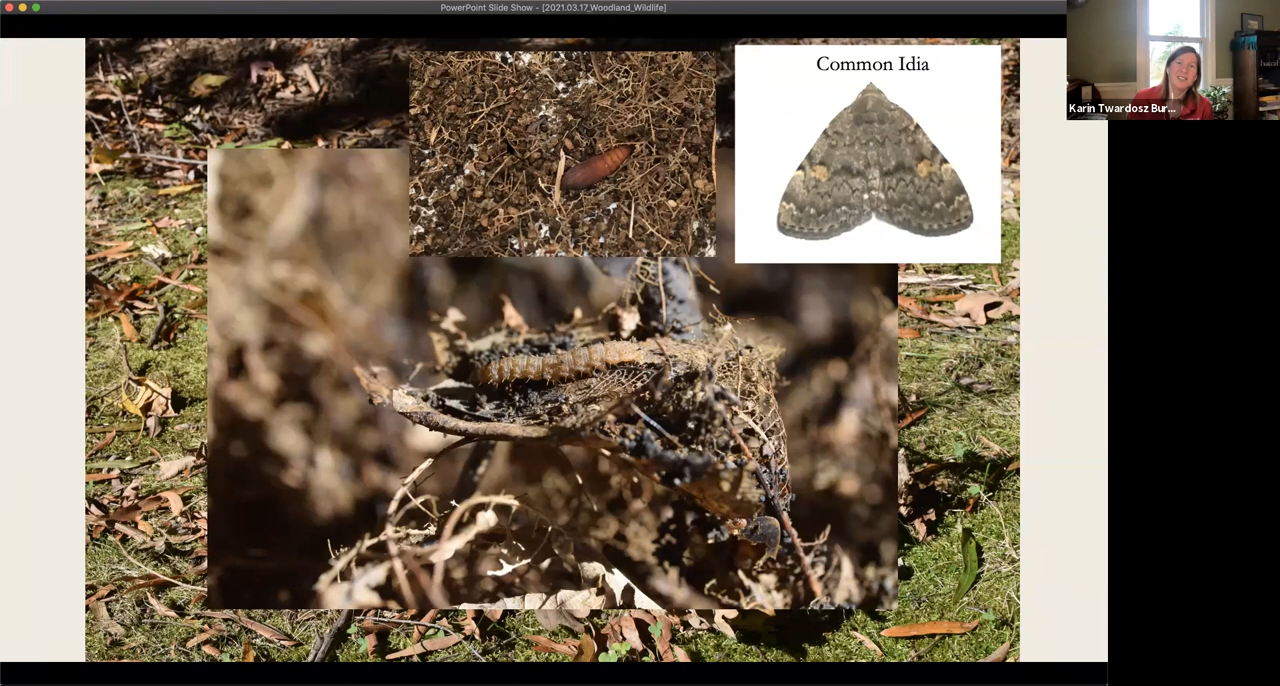 PowerPoint Slide Show - [2021.03.17_Woodland_Wildlife]
Common Idia
Karin Twardosz Bur...